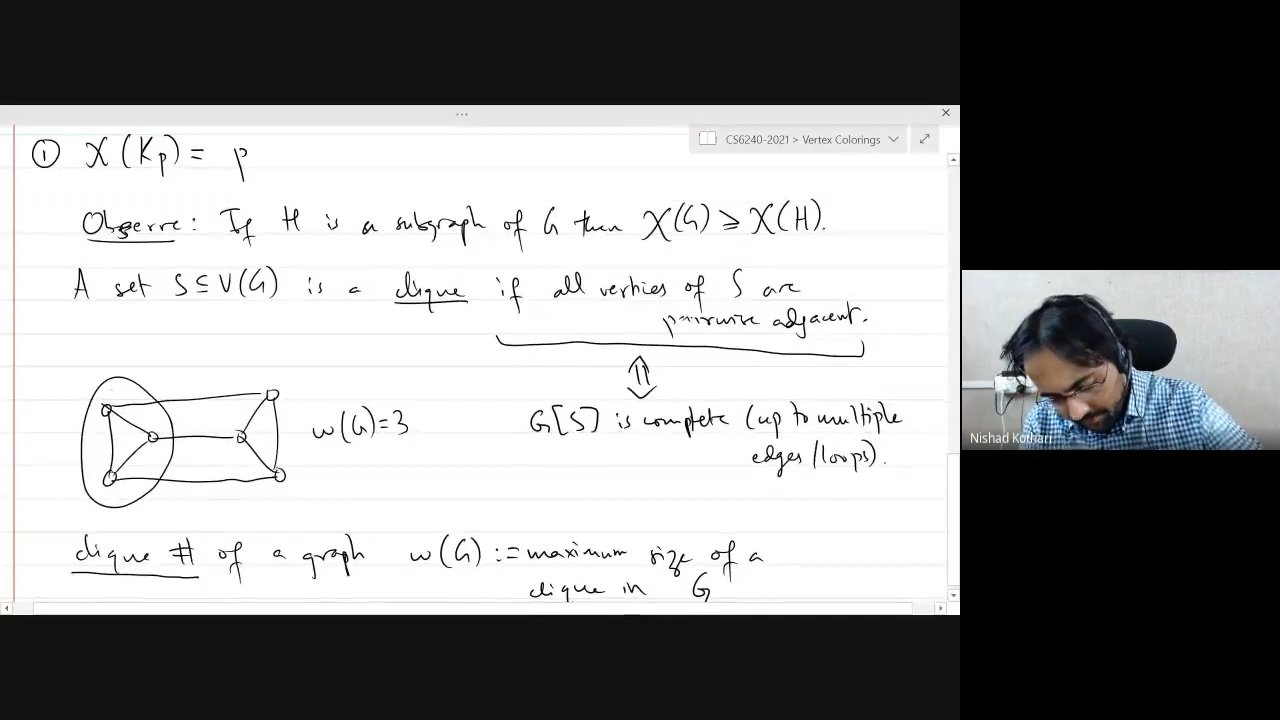 CS6240-2021 > Vertex Colorings
① χ(Kp) = p
Observe: If H is a subgraph of G then χ(G) ≥ χ(H).
A set S ⊆ V(G) is a clique if all vertices of S are
pairwise adjacent.
⇕
ω(G)=3
G[S] is complete (up to multiple
edges/loops).
clique # of a graph ω(G) := maximum size of a
clique in G
Nishad Kothari